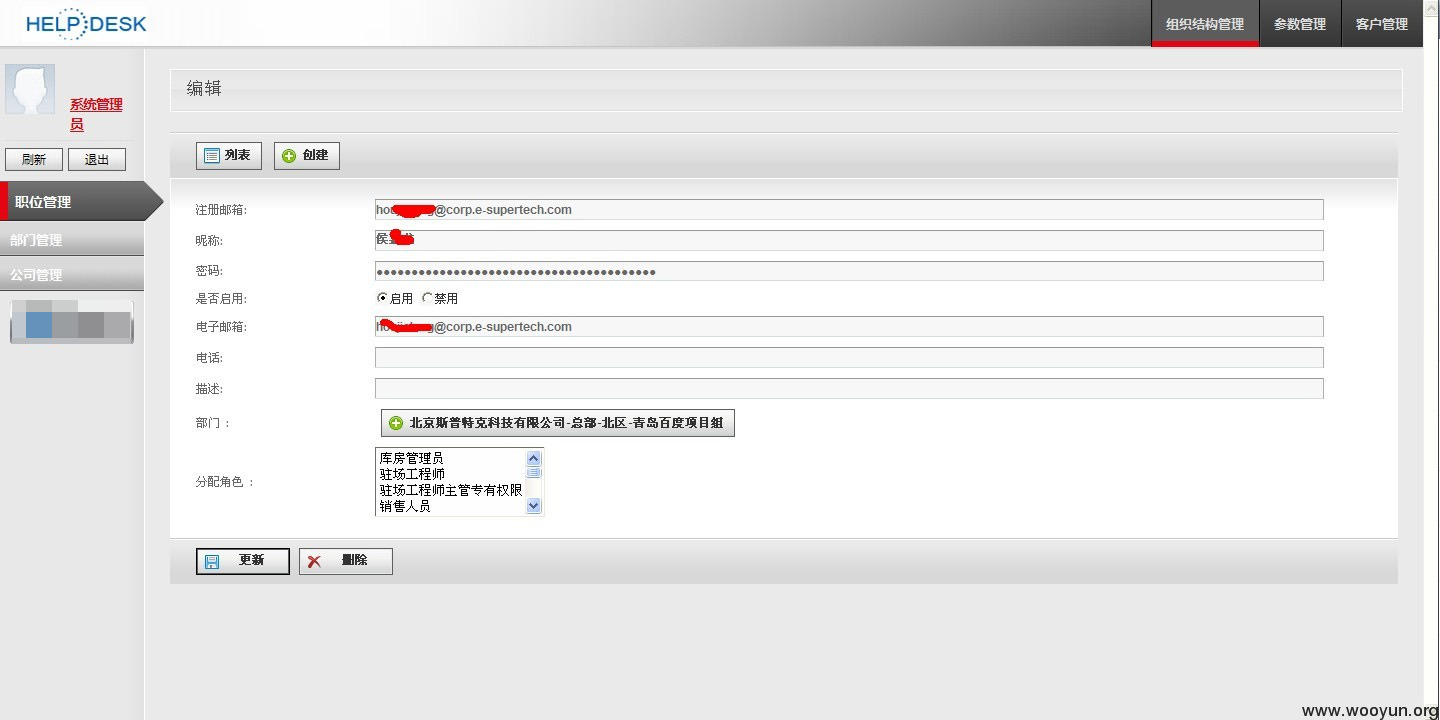 HELP DESK
组织结构管理 参数管理 客户管理
系统管理
员
刷新 退出
职位管理
部门管理
公司管理
编辑
列表 创建
注册邮箱: @corp.e-supertech.com
昵称: 侯
密码: ●●●●●●●●●●●●●●●●●●●●●●●●●●●●●●●●●●●●●●●●
是否启用: 启用 禁用
电子邮箱: @corp.e-supertech.com
电话:
描述:
部门 : 北京斯普特克科技有限公司-总部-北区-青岛百度项目组
分配角色 :
库房管理员
驻场工程师
驻场工程师主管专有权限
销售人员
更新 删除
www.wooyun.org